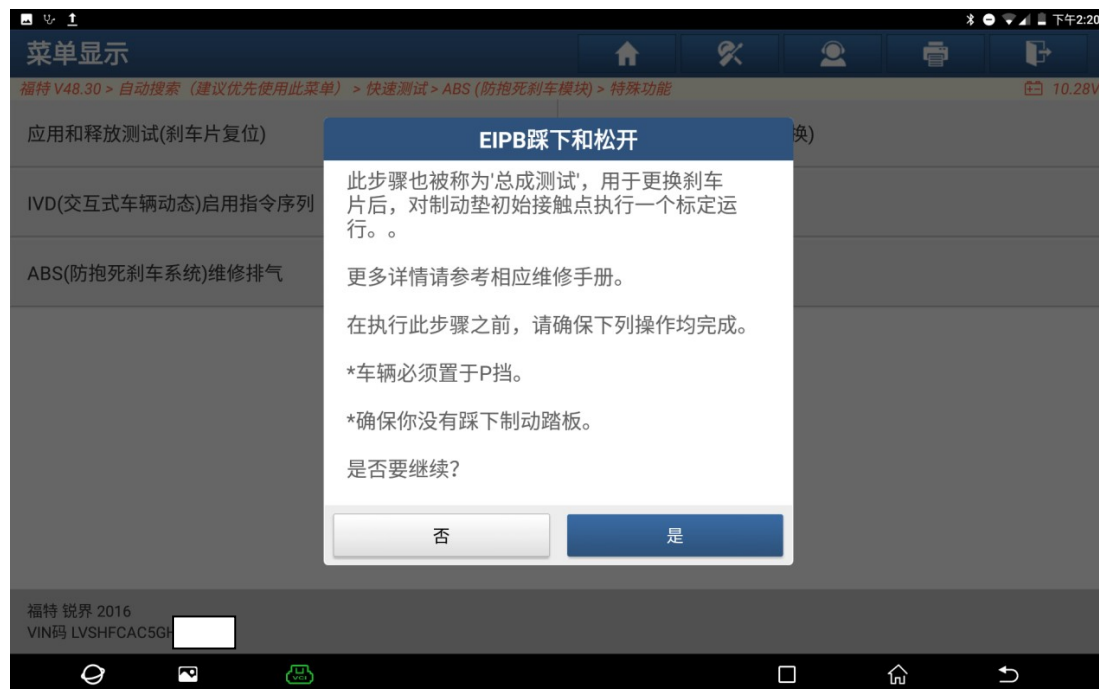 下午2:20
菜单显示
福特 V48.30 > 自动搜索（建议优先使用此菜单）> 快速测试 > ABS (防抱死刹车模块) > 特殊功能
10.28V
应用和释放测试(刹车片复位)
换)
IVD(交互式车辆动态)启用指令序列
ABS(防抱死刹车系统)维修排气
EIPB踩下和松开
此步骤也被称为'总成测试'，用于更换刹车
片后，对制动垫初始接触点执行一个标定运
行。。
更多详情请参考相应维修手册。
在执行此步骤之前，请确保下列操作均完成。
*车辆必须置于P挡。
*确保你没有踩下制动踏板。
是否要继续？
否
是
福特 锐界 2016
VIN码 LVSHFCAC5GH
VCI